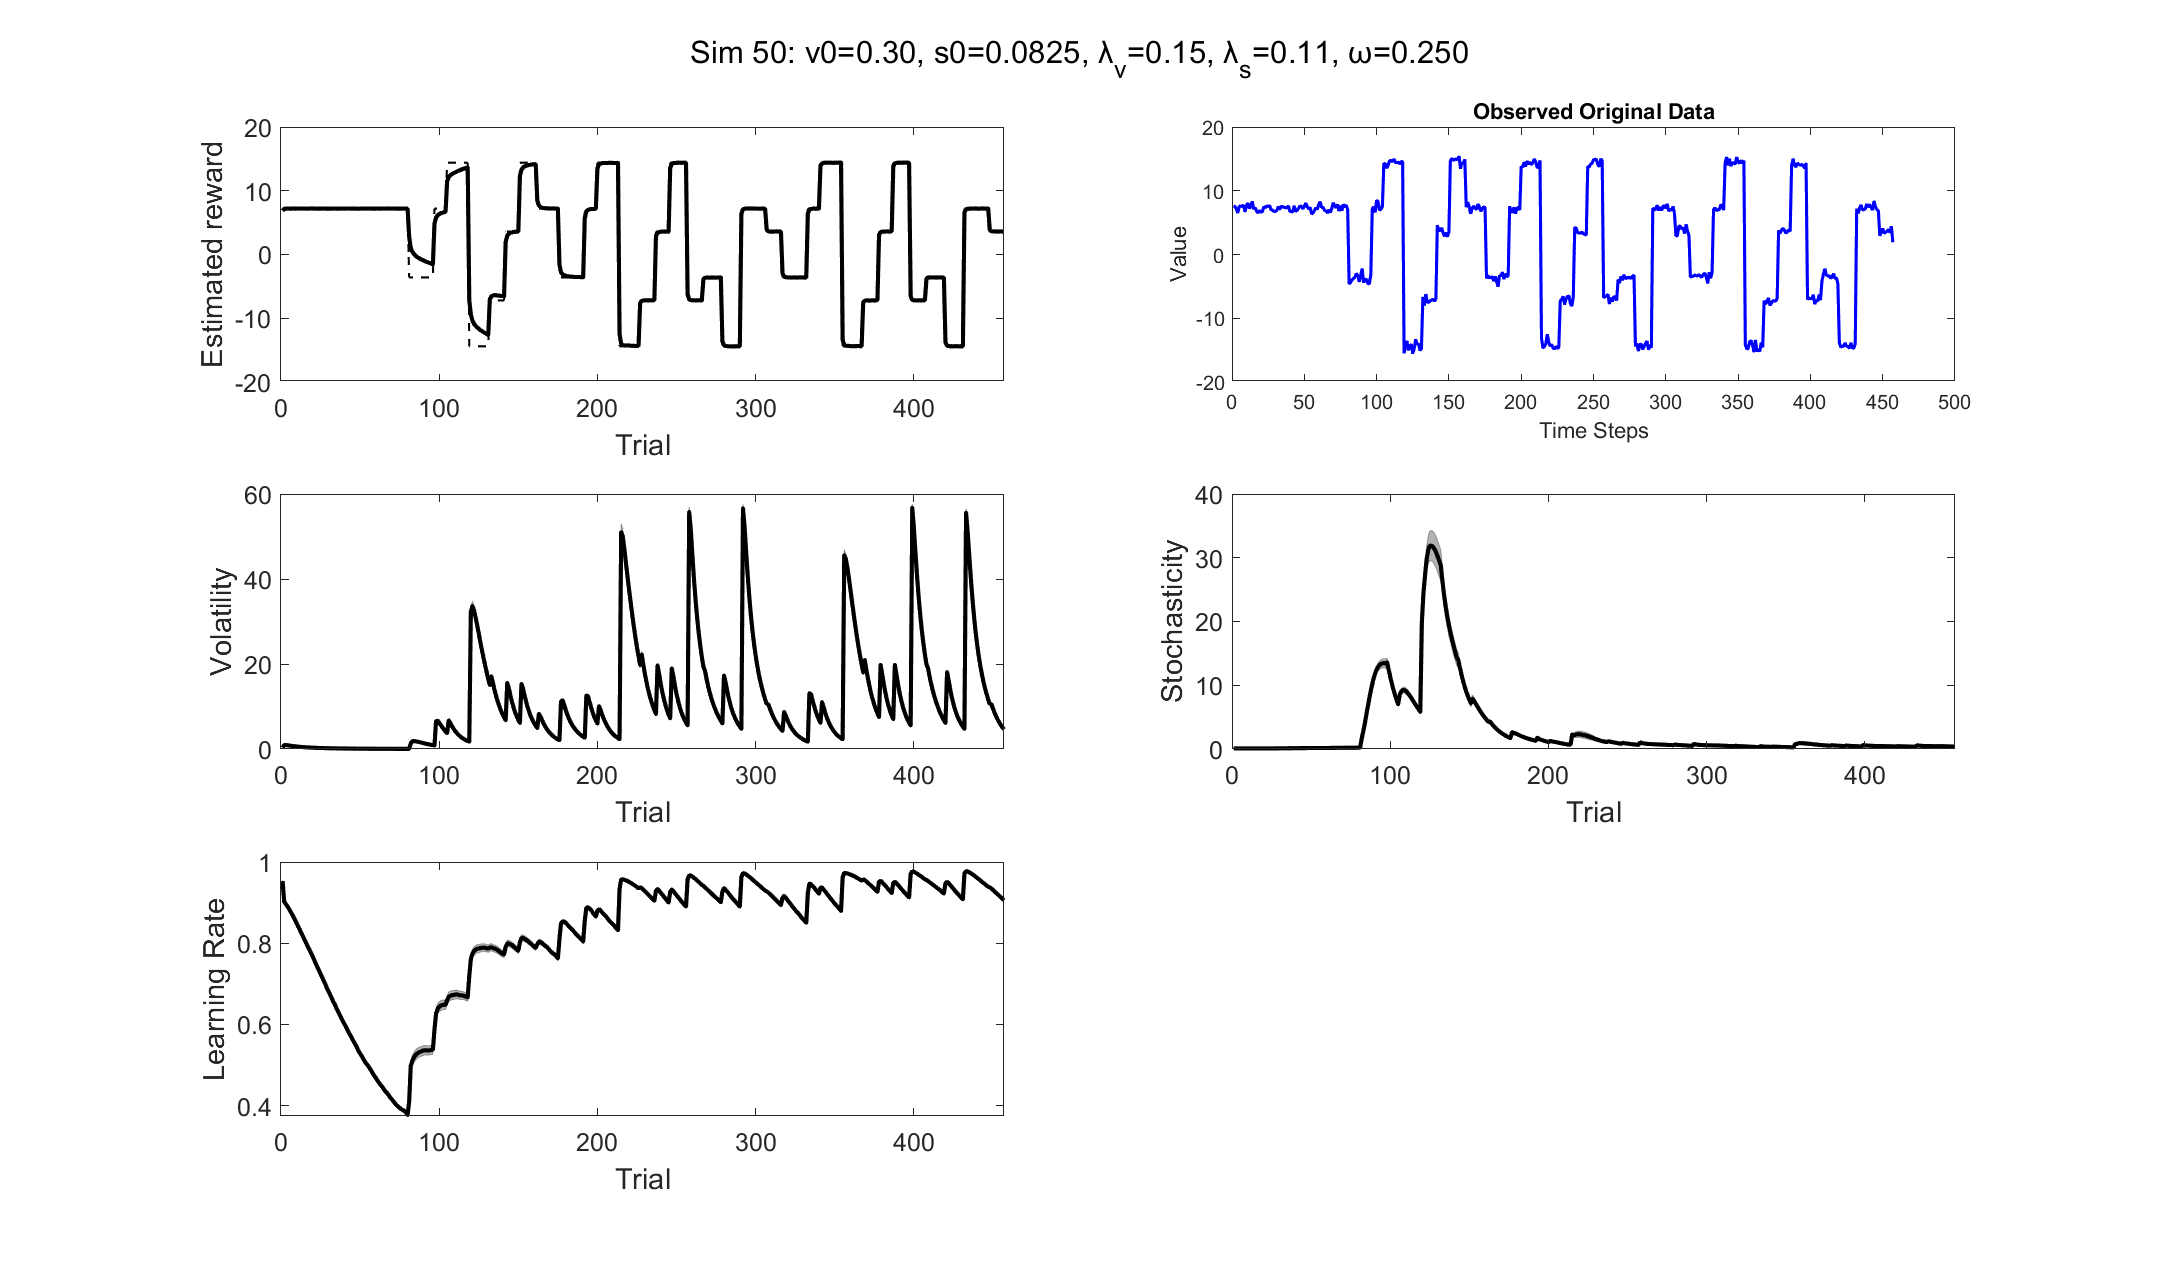 Sim 50: v0=0.30, s0=0.0825, λ_v=0.15, λ_s=0.11, ω=0.250
20
10
0
-10
-20
Estimated reward
0 100 200 300 400
Trial
Observed Original Data
20
10
0
-10
-20
Value
0 50 100 150 200 250 300 350 400 450 500
Time Steps
60
40
20
0
Volatility
0 100 200 300 400
Trial
40
30
20
10
0
Stochasticity
0 100 200 300 400
Trial
1
0.8
0.6
0.4
Learning Rate
0 100 200 300 400
Trial